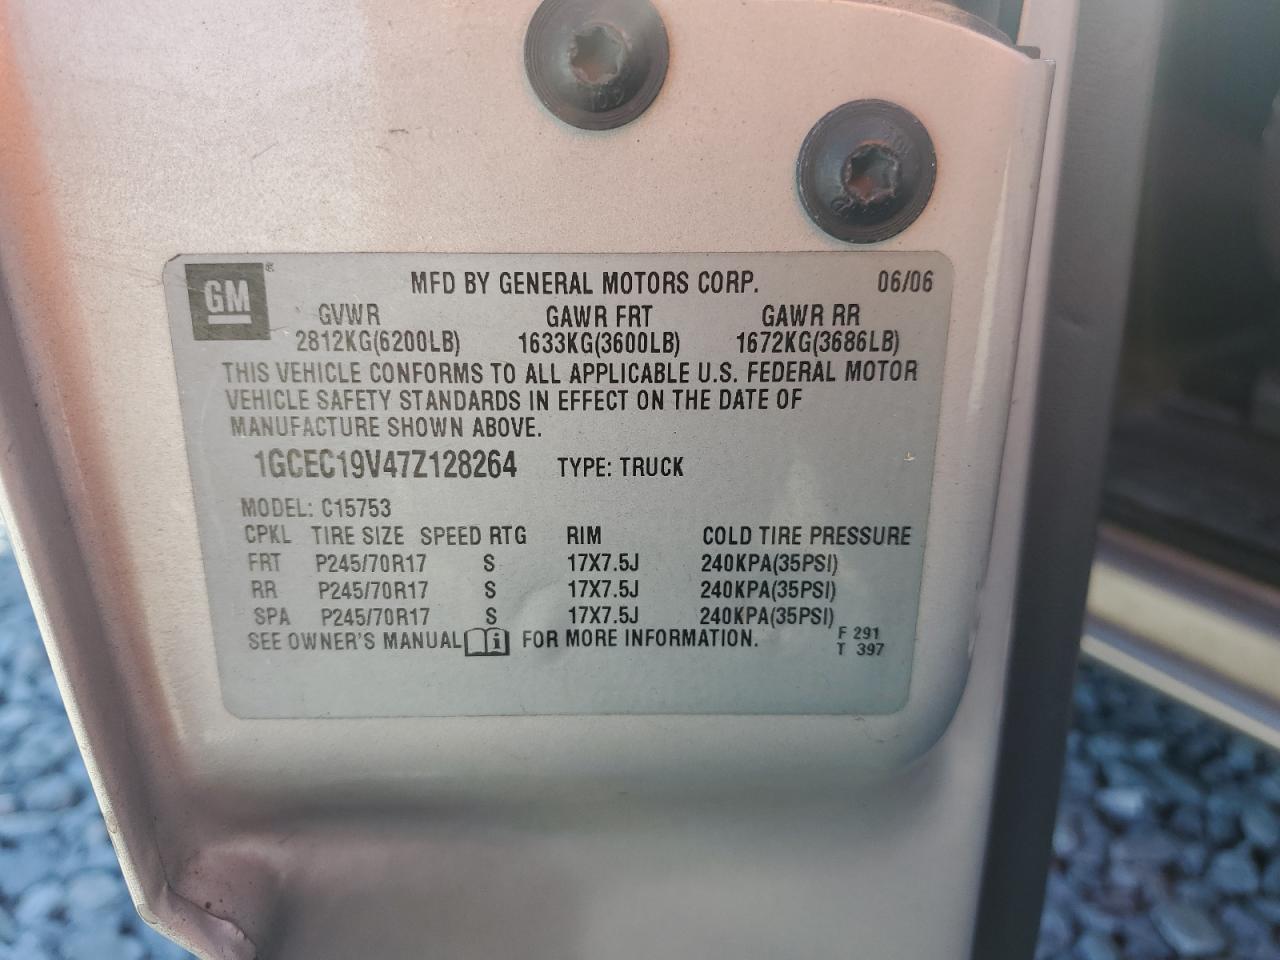 GM ® MFD BY GENERAL MOTORS CORP. 06/06
GVWR GAWR FRT GAWR RR
2812KG(6200LB) 1633KG(3600LB) 1672KG(3686LB)
THIS VEHICLE CONFORMS TO ALL APPLICABLE U.S. FEDERAL MOTOR
VEHICLE SAFETY STANDARDS IN EFFECT ON THE DATE OF
MANUFACTURE SHOWN ABOVE.
1GCEC19V47Z128264 TYPE: TRUCK
MODEL: C15753
CPKL TIRE SIZE SPEED RTG RIM COLD TIRE PRESSURE
FRT P245/70R17 S 17X7.5J 240KPA(35PSI)
RR P245/70R17 S 17X7.5J 240KPA(35PSI)
SPA P245/70R17 S 17X7.5J 240KPA(35PSI)
SEE OWNER'S MANUAL i FOR MORE INFORMATION. F 291
T 397